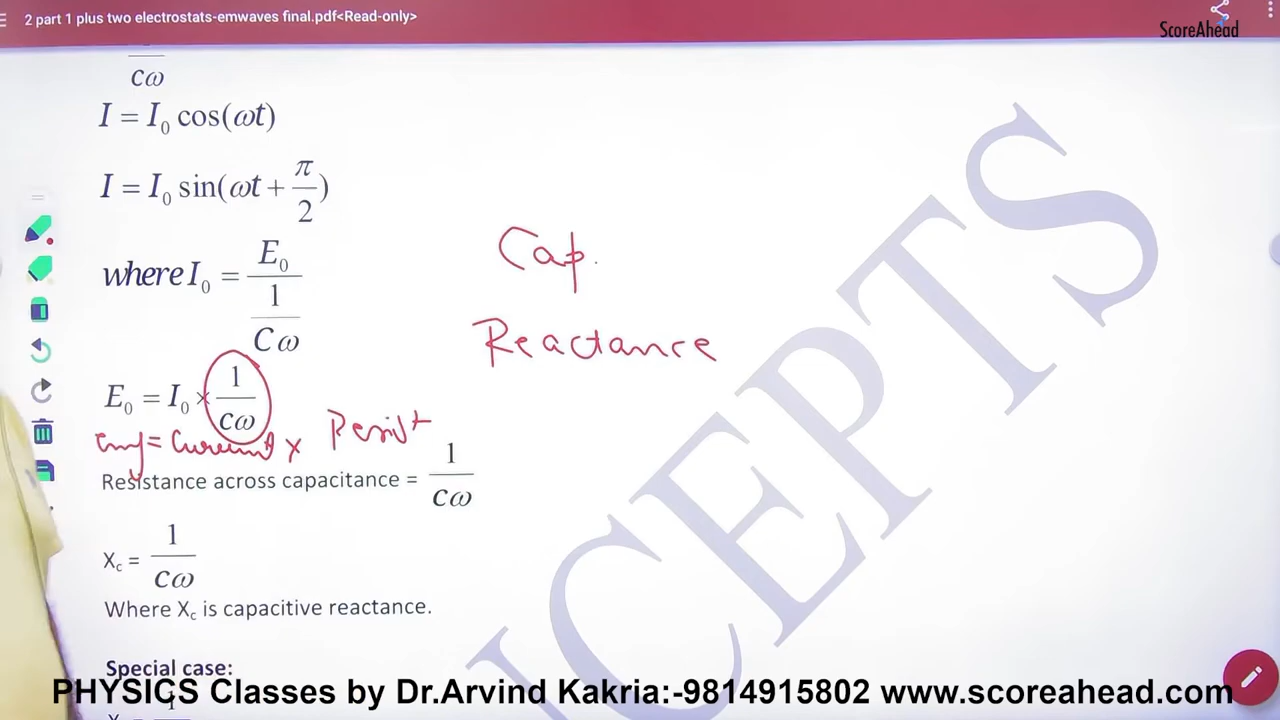 2 part 1 plus two electrostats-emwaves final.pdf<Read-only>
ScoreAhead
cω
I = I₀ cos(ωt)
I = I₀ sin(ωt + π/2)
where I₀ = E₀ / (1/Cω)
Cap.
Reactance
E₀ = I₀ × 1/cω
emf = Current × Resist
Resistance across capacitance = 1/cω
X꜀ = 1/cω
Where X꜀ is capacitive reactance.
Special case:
PHYSICS Classes by Dr.Arvind Kakria:-9814915802 www.scoreahead.com
CEPTS